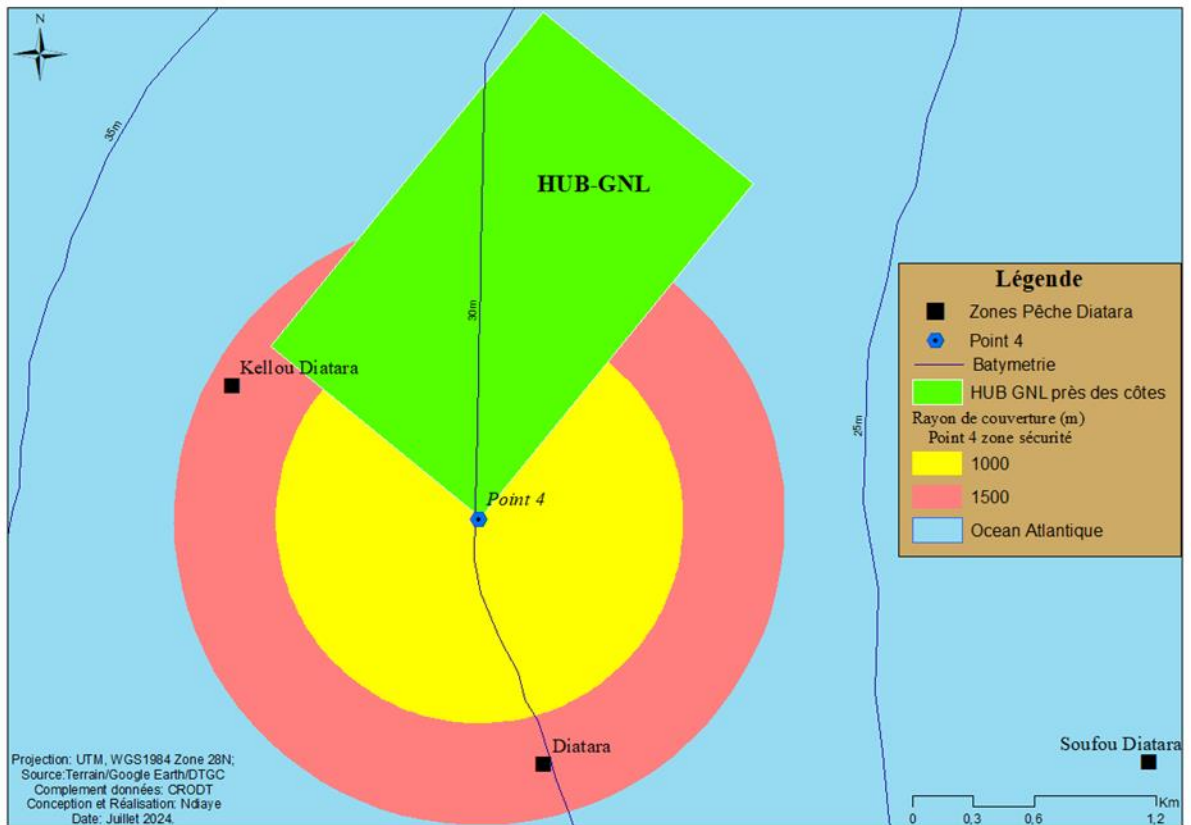 N
35m
HUB-GNL
30m
Kellou Diatara
Point 4
25m
Diatara
Soufou Diatara
Légende
Zones Pêche Diatara
Point 4
Batymetrie
HUB GNL près des côtes
Rayon de couverture (m)
Point 4 zone sécurité
1000
1500
Ocean Atlantique
Projection: UTM, WGS1984 Zone 28N;
Source:Terrain/Google Earth/DTGC
Complement données: CRODT
Conception et Réalisation: Ndiaye
Date: Juillet 2024.
Km
0 0,3 0,6 1,2